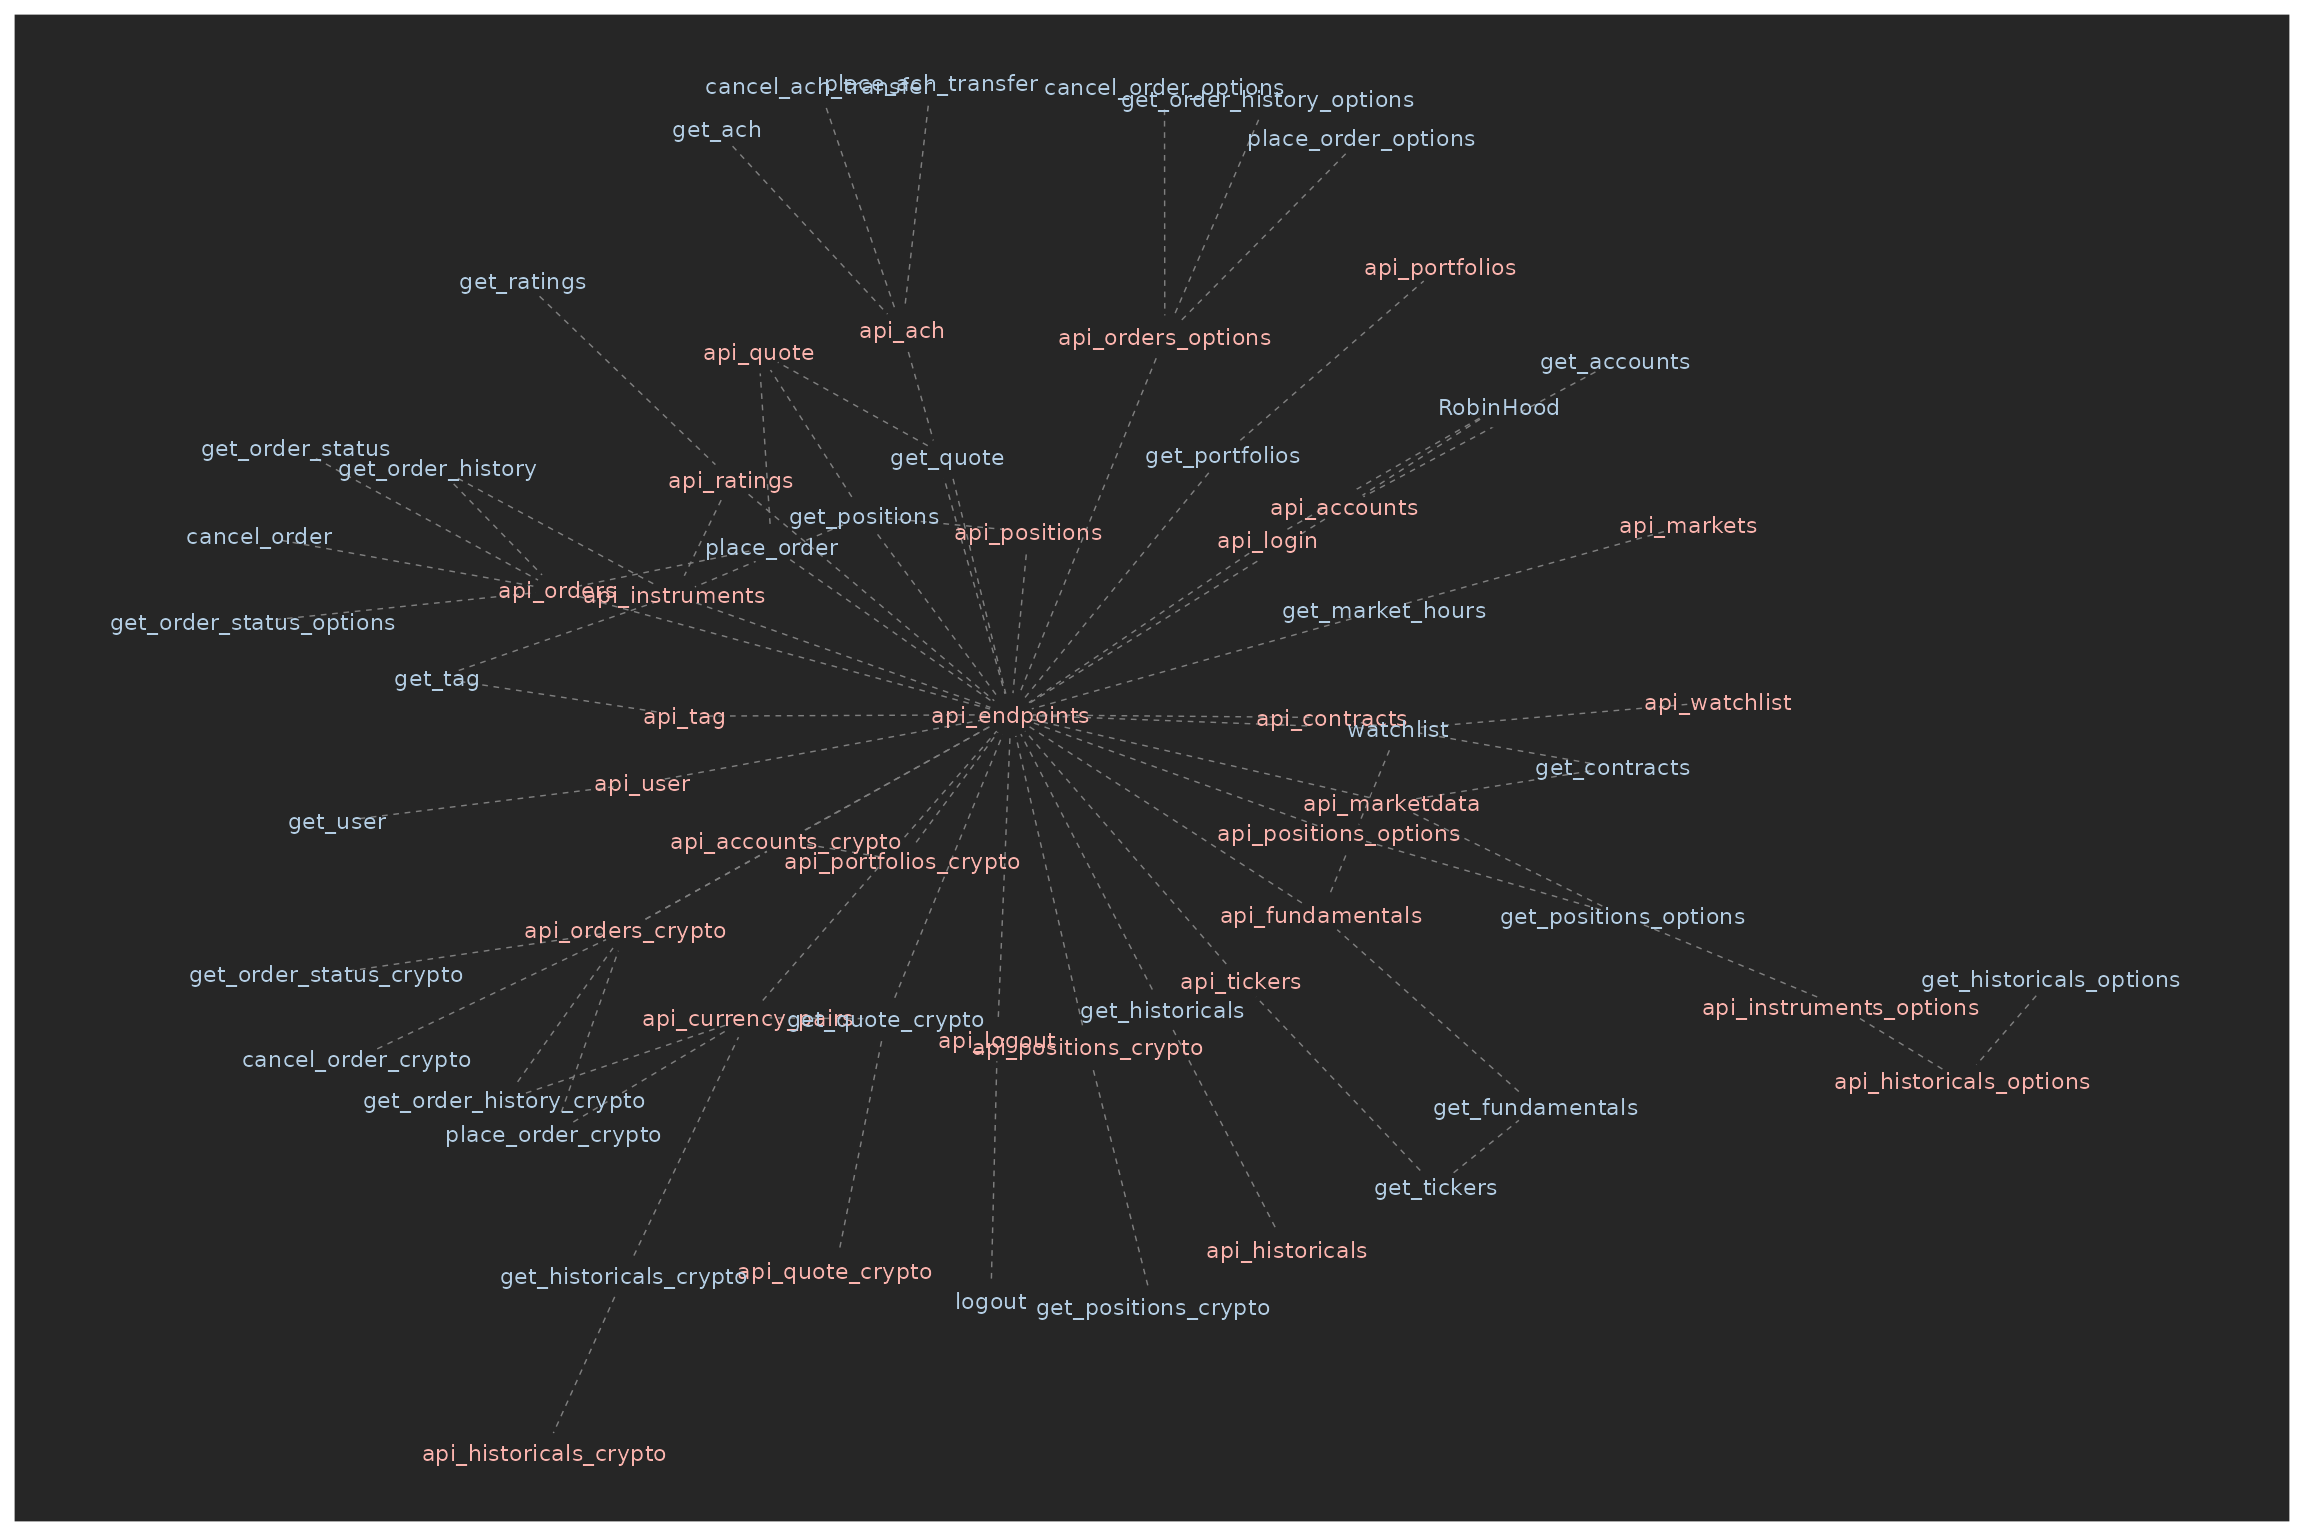 place_ach_transfer
cancel_ach_transfer
cancel_order_options
get_order_history_options
get_ach
place_order_options
api_portfolios
get_ratings
api_ach
api_orders_options
api_quote
get_accounts
RobinHood
get_order_status
get_portfolios
get_quote
get_order_history
api_ratings
api_accounts
get_positions
api_markets
api_positions
cancel_order
api_login
place_order
api_orders
api_instruments
get_market_hours
get_order_status_options
get_tag
api_watchlist
api_endpoints
api_tag
api_contracts
watchlist
get_contracts
api_user
api_marketdata
get_user
api_positions_options
api_accounts_crypto
api_portfolios_crypto
api_fundamentals
get_positions_options
api_orders_crypto
get_order_status_crypto
get_historicals_options
api_tickers
api_instruments_options
get_historicals
api_currency_pairs
get_quote_crypto
api_logout
api_positions_crypto
cancel_order_crypto
api_historicals_options
get_order_history_crypto
get_fundamentals
place_order_crypto
get_tickers
api_historicals
api_quote_crypto
get_historicals_crypto
logout
get_positions_crypto
api_historicals_crypto